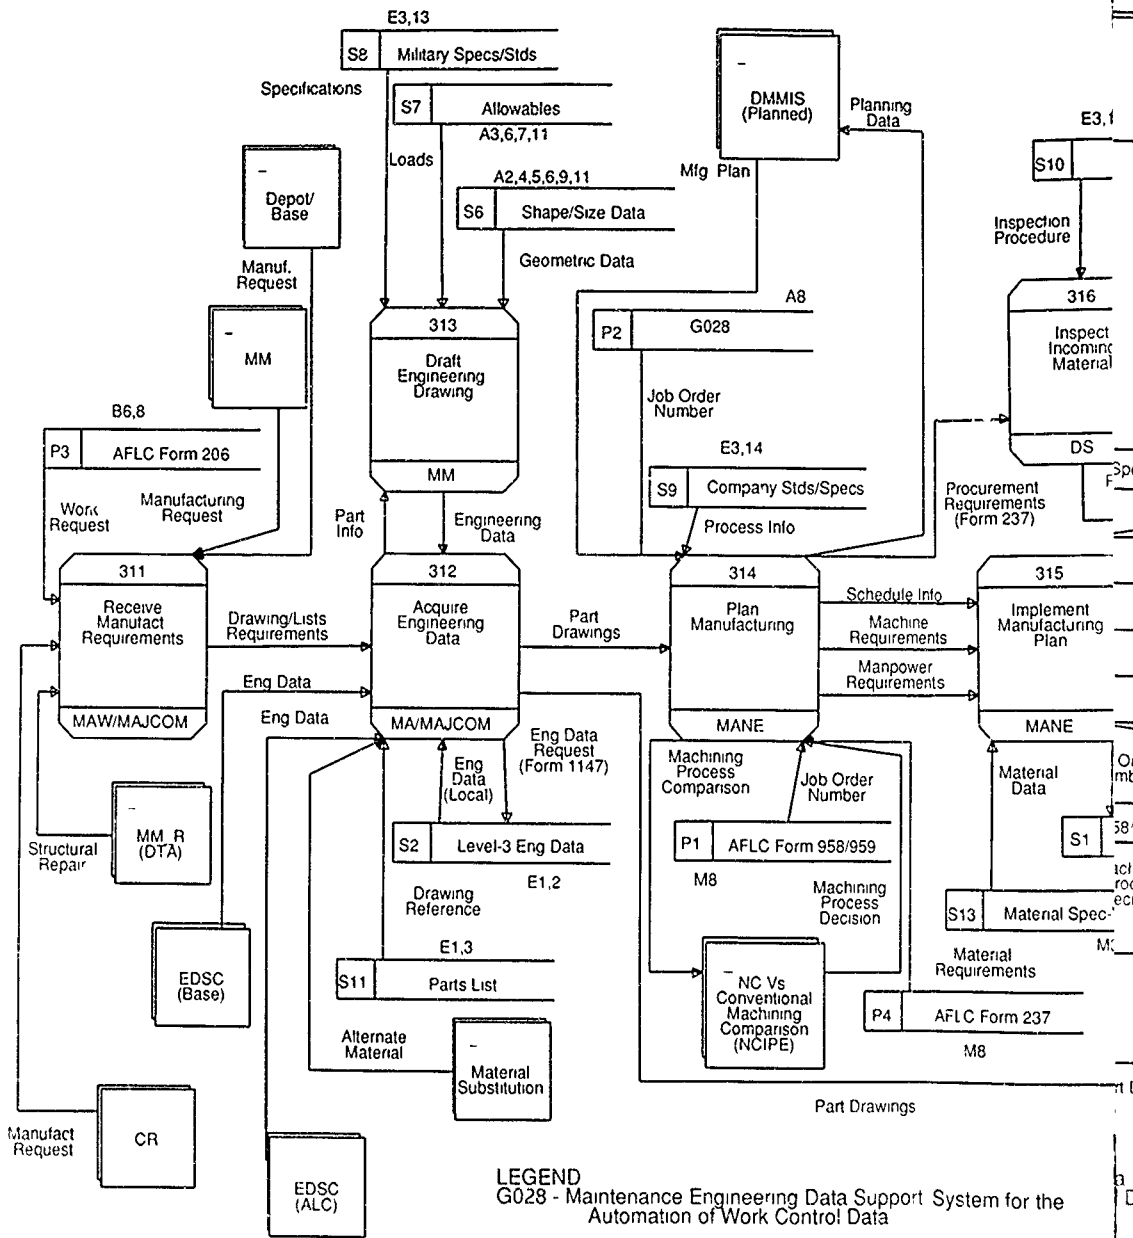 E3,13
S8 Military Specs/Stds
Specifications
S7 Allowables
A3,6,7,11
Loads
A2,4,5,6,9,11
S6 Shape/Size Data
Geometric Data
DMMIS
(Planned)
Planning
Data
Mfg Plan
S10
Inspection
Procedure
Depot/
Base
Manuf.
Request
MM
313
Draft
Engineering
Drawing
MM
A8
P2 G028
Job Order
Number
316
Inspect
Incoming
Material
DS
B6,8
P3 AFLC Form 206
Work
Request
Manufacturing
Request
Part
Info
Engineering
Data
E3,14
S9 Company Stds/Specs
Process Info
Procurement
Requirements
(Form 237)
311
Receive
Manufact
Requirements
MAW/MAJCOM
Drawing/Lists
Requirements
312
Acquire
Engineering
Data
MA/MAJCOM
Part
Drawings
314
Plan
Manufacturing
MANE
Schedule Info
Machine
Requirements
Manpower
Requirements
315
Implement
Manufacturing
Plan
MANE
Eng Data
Eng Data
Eng
Data
(Local)
Eng Data
Request
(Form 1147)
Machining
Process
Comparison
Job Order
Number
Material
Data
MM_R
(DTA)
Structural
Repair
S2 Level-3 Eng Data
E1,2
P1 AFLC Form 958/959
M8
S1
Drawing
Reference
Machining
Process
Decision
S13 Material Spec-
EDSC
(Base)
E1,3
S11 Parts List
NC Vs
Conventional
Machining
Comparison
(NCIPE)
Material
Requirements
P4 AFLC Form 237
M8
Alternate
Material
Material
Substitution
Part Drawings
Manufact
Request
CR
EDSC
(ALC)
LEGEND
G028 - Maintenance Engineering Data Support System for the
Automation of Work Control Data